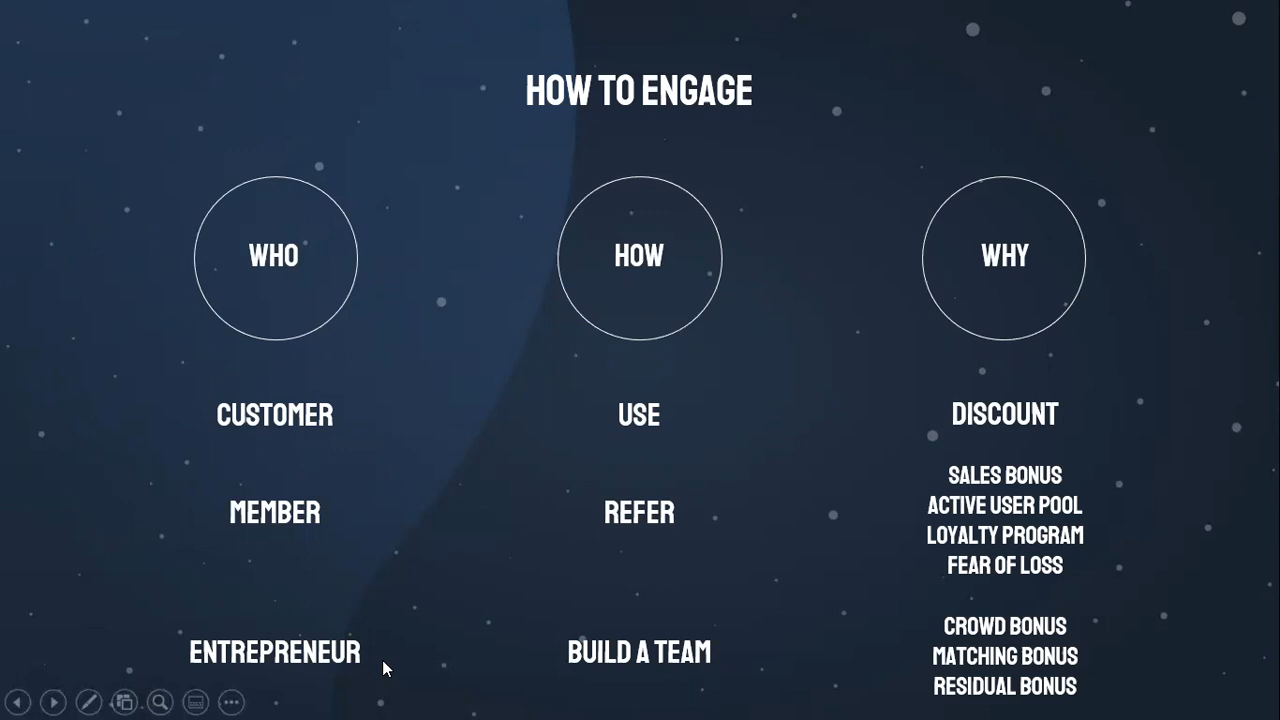 HOW TO ENGAGE
WHO
HOW
WHY
CUSTOMER
USE
DISCOUNT
MEMBER
REFER
SALES BONUS
ACTIVE USER POOL
LOYALTY PROGRAM
FEAR OF LOSS
ENTREPRENEUR
BUILD A TEAM
CROWD BONUS
MATCHING BONUS
RESIDUAL BONUS